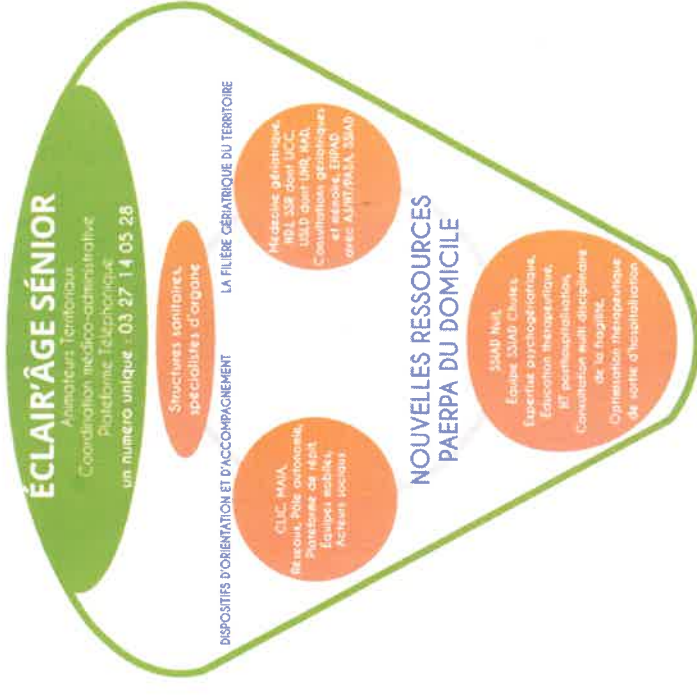 ÉCLAIR'ÂGE SÉNIOR
Animateurs Territoriaux
Coordination médico-administrative
Plateforme Téléphonique
un numéro unique : 03 27 14 05 28
Structures sanitaires,
spécialistes d'organe
DISPOSITIFS D'ORIENTATION ET D'ACCOMPAGNEMENT
LA FILIÈRE GÉRIATRIQUE DU TERRITOIRE
CLIC, MAIA,
Réseaux, Pôle autonomie,
Plateforme de répit
Équipes mobiles,
Acteurs sociaux
Médecine gériatrique,
HDJ, SSR dont UCC,
USLD dont UHR, HAD,
Consultations gériatriques
et mémoire, EHPAD
avec ASHT/PASA, SSIAD
NOUVELLES RESSOURCES
PAERPA DU DOMICILE
SSIAD Nuit,
Équipe SSIAD Chutes,
Expertise psychogériatrique,
Éducation thérapeutique,
HT posthospitalisation,
Consultation multi disciplinaire
de la fragilité,
Optimisation thérapeutique
de sortie d'hospitalisation